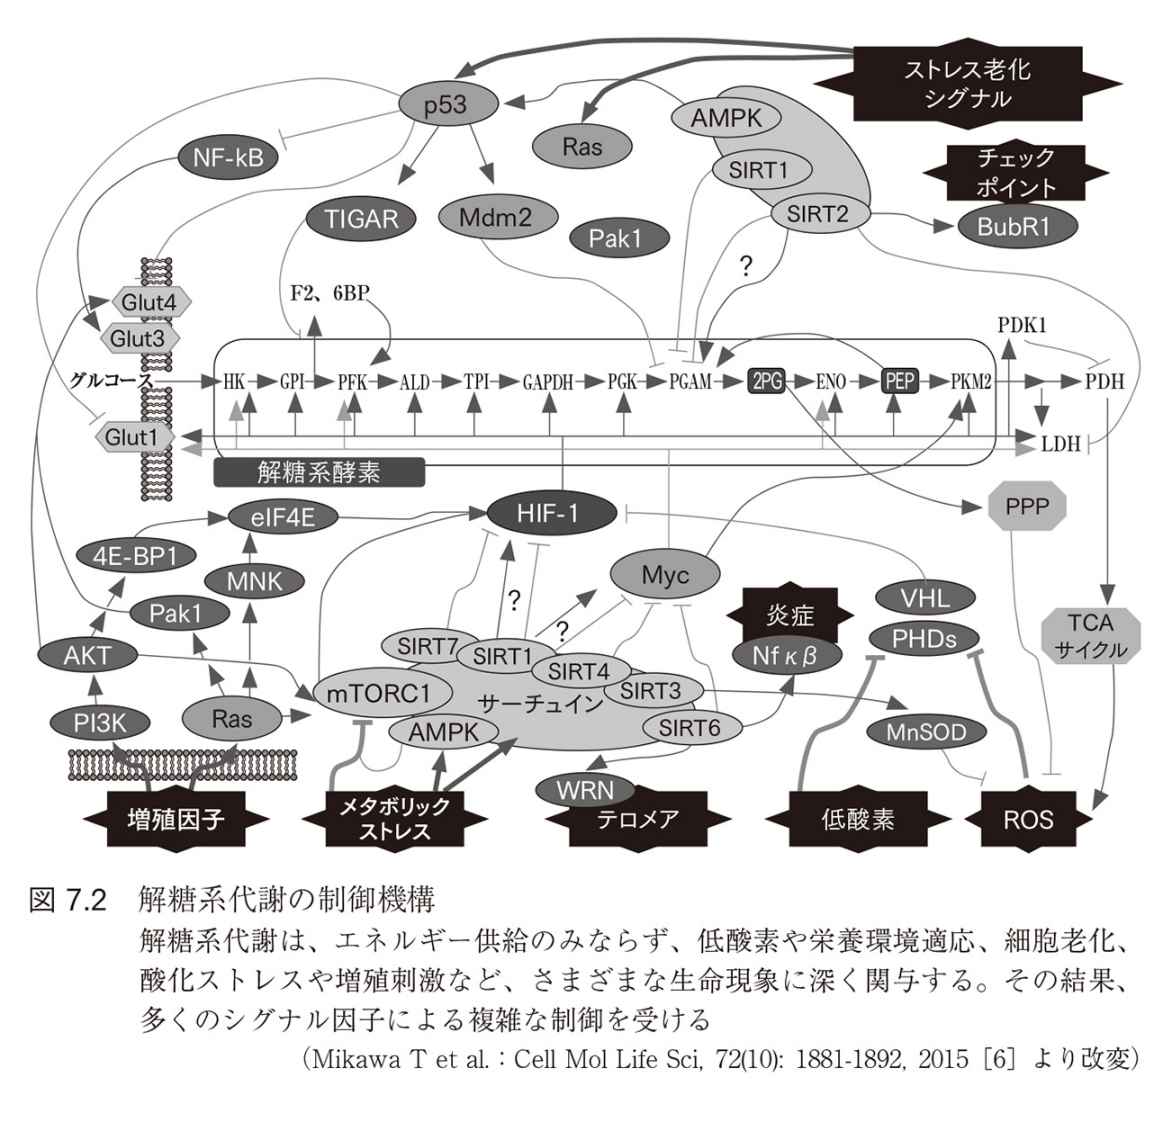 ストレス老化
シグナル
p53
AMPK
Ras
NF-kB
チェック
ポイント
SIRT1
SIRT2
TIGAR
Mdm2
Pak1
BubR1
?
F2、6BP
Glut4
Glut3
PDK1
グルコース
HK
GPI
PFK
ALD
TPI
GAPDH
PGK
PGAM
2PG
ENO
PEP
PKM2
PDH
Glut1
LDH
解糖系酵素
PPP
eIF4E
HIF-1
4E-BP1
MNK
Myc
VHL
Pak1
?
炎症
TCA
サイクル
PHDs
AKT
SIRT7
SIRT1
?
Nfκβ
SIRT4
mTORC1
SIRT3
サーチュイン
PI3K
Ras
AMPK
SIRT6
MnSOD
WRN
増殖因子
メタボリック
ストレス
テロメア
低酸素
ROS
図 7.2 解糖系代謝の制御機構
解糖系代謝は、エネルギー供給のみならず、低酸素や栄養環境適応、細胞老化、
酸化ストレスや増殖刺激など、さまざまな生命現象に深く関与する。その結果、
多くのシグナル因子による複雑な制御を受ける
（Mikawa T et al.：Cell Mol Life Sci, 72(10): 1881-1892, 2015［6］より改変）